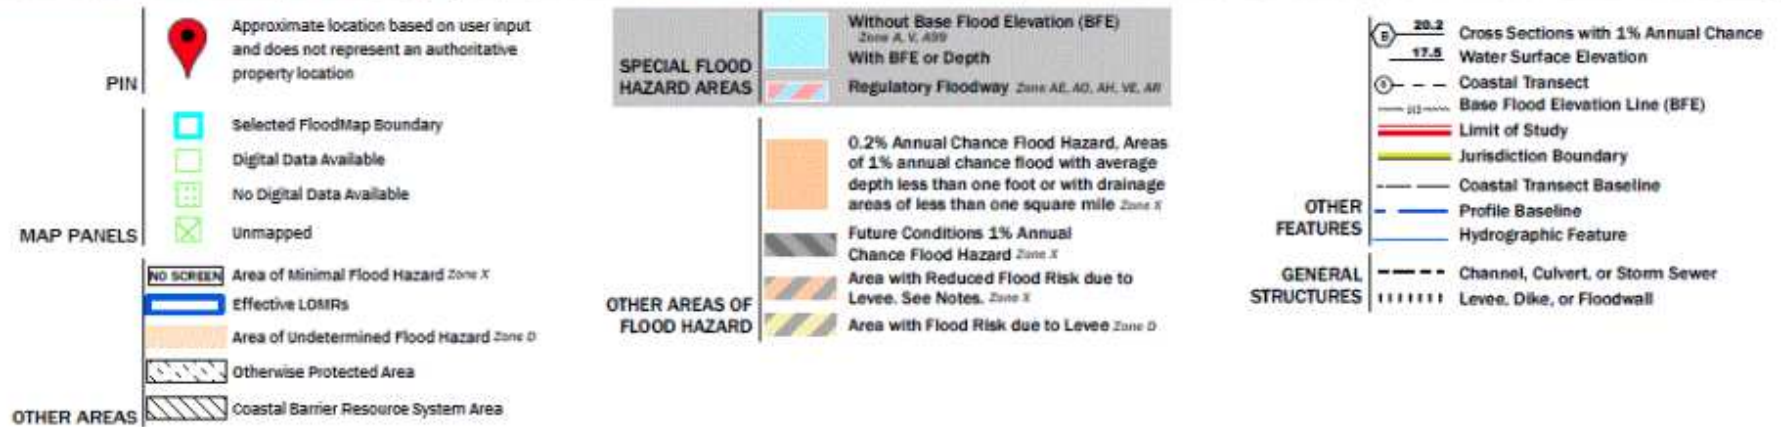 PIN
Approximate location based on user input
and does not represent an authoritative
property location
MAP PANELS
Selected FloodMap Boundary
Digital Data Available
No Digital Data Available
Unmapped
OTHER AREAS
NO SCREEN Area of Minimal Flood Hazard Zone X
Effective LOMRs
Area of Undetermined Flood Hazard Zone D
Otherwise Protected Area
Coastal Barrier Resource System Area
SPECIAL FLOOD
HAZARD AREAS
Without Base Flood Elevation (BFE)
Zone A, V, A99
With BFE or Depth
Regulatory Floodway Zone AE, AO, AH, VE, AR
OTHER AREAS OF
FLOOD HAZARD
0.2% Annual Chance Flood Hazard, Areas
of 1% annual chance flood with average
depth less than one foot or with drainage
areas of less than one square mile Zone X
Future Conditions 1% Annual
Chance Flood Hazard Zone X
Area with Reduced Flood Risk due to
Levee. See Notes. Zone X
Area with Flood Risk due to Levee Zone D
OTHER
FEATURES
B 20.2 Cross Sections with 1% Annual Chance
17.5 Water Surface Elevation
Coastal Transect
Base Flood Elevation Line (BFE)
Limit of Study
Jurisdiction Boundary
Coastal Transect Baseline
Profile Baseline
Hydrographic Feature
GENERAL
STRUCTURES
Channel, Culvert, or Storm Sewer
Levee, Dike, or Floodwall